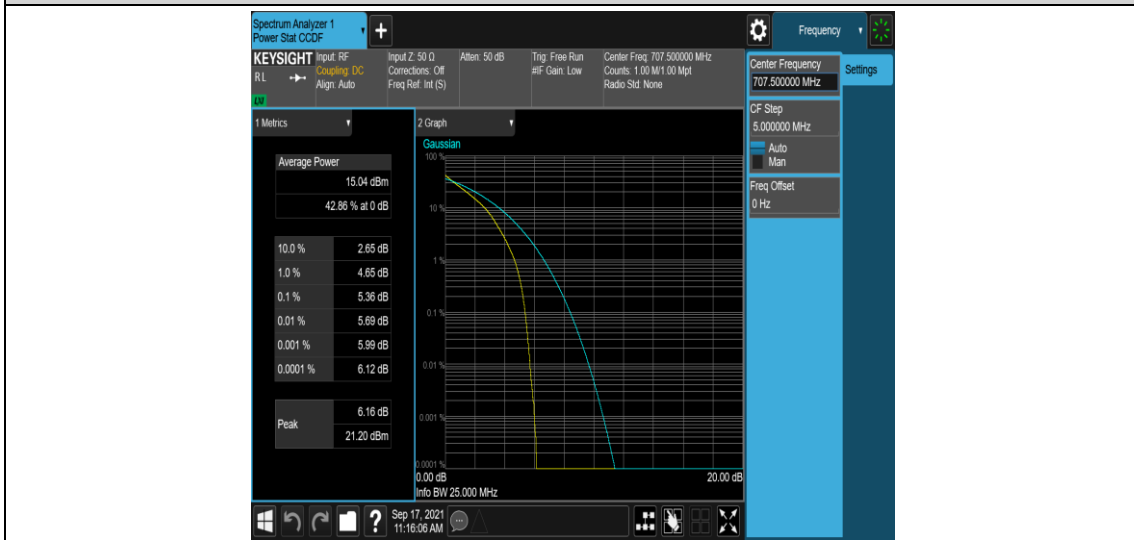 Spectrum Analyzer 1
Power Stat CCDF
Frequency
KEYSIGHT
RL
LXI
Input: RF
Coupling: DC
Align: Auto
Input Z: 50 Ω
Corrections: Off
Freq Ref: Int (S)
Atten: 50 dB
Trig: Free Run
#IF Gain: Low
Center Freq: 707.500000 MHz
Counts: 1.00 M/1.00 Mpt
Radio Std: None
Center Frequency
707.500000 MHz
Settings
CF Step
5.000000 MHz
Auto
Man
Freq Offset
0 Hz
1 Metrics
Average Power
15.04 dBm
42.86 % at 0 dB
10.0 % 2.65 dB
1.0 % 4.65 dB
0.1 % 5.36 dB
0.01 % 5.69 dB
0.001 % 5.99 dB
0.0001 % 6.12 dB
Peak
6.16 dB
21.20 dBm
2 Graph
Gaussian
100 %
10 %
1 %
0.1 %
0.01 %
0.001 %
0.0001 %
0.00 dB 20.00 dB
Info BW 25.000 MHz
?
Sep 17, 2021
11:16:06 AM